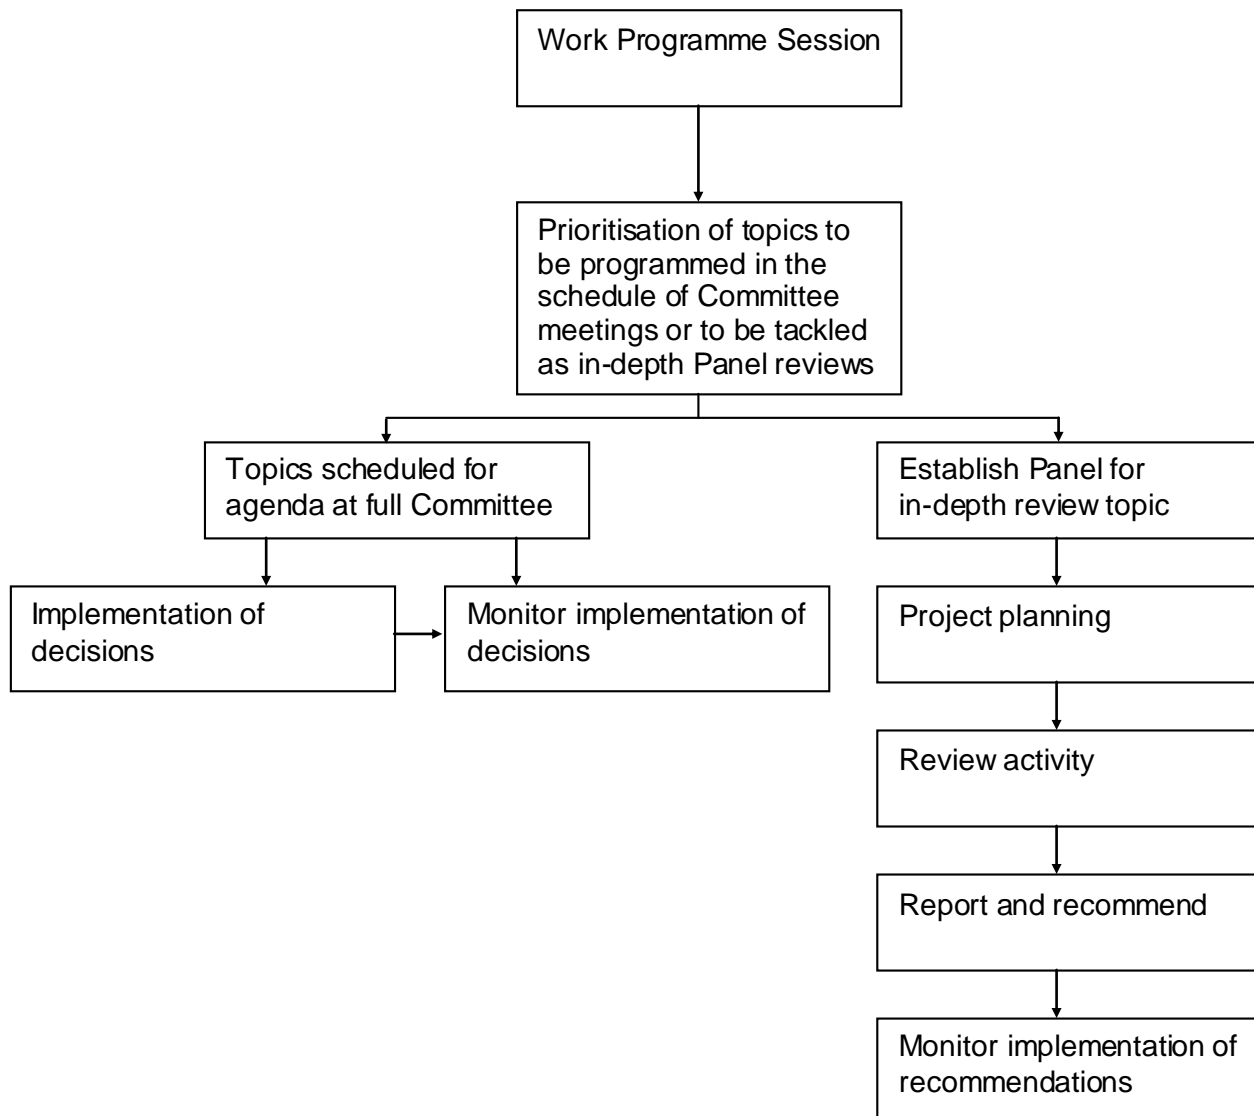 Work Programme Session
Prioritisation of topics to
be programmed in the
schedule of Committee
meetings or to be tackled
as in-depth Panel reviews
Topics scheduled for
agenda at full Committee
Establish Panel for
in-depth review topic
Implementation of
decisions
Monitor implementation of
decisions
Project planning
Review activity
Report and recommend
Monitor implementation of
recommendations